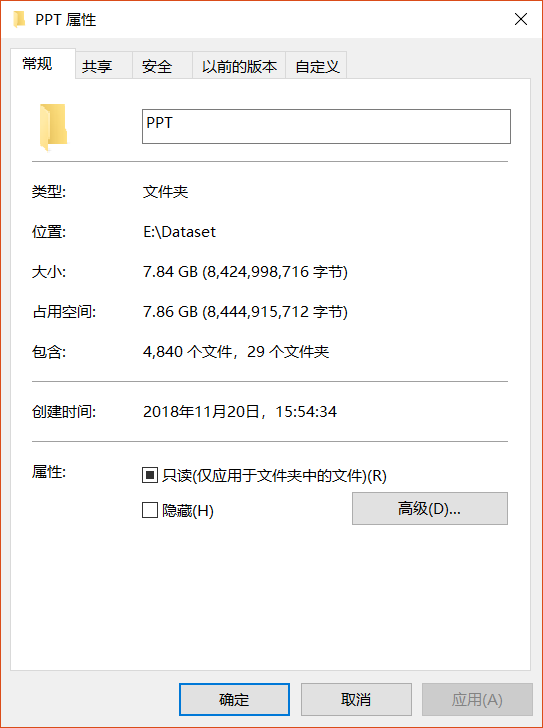 PPT 属性
常规 共享 安全 以前的版本 自定义
PPT
类型: 文件夹
位置: E:\Dataset
大小: 7.84 GB (8,424,998,716 字节)
占用空间: 7.86 GB (8,444,915,712 字节)
包含: 4,840 个文件，29 个文件夹
创建时间: 2018年11月20日，15:54:34
属性: 只读(仅应用于文件夹中的文件)(R)
隐藏(H) 高级(D)...
确定 取消 应用(A)